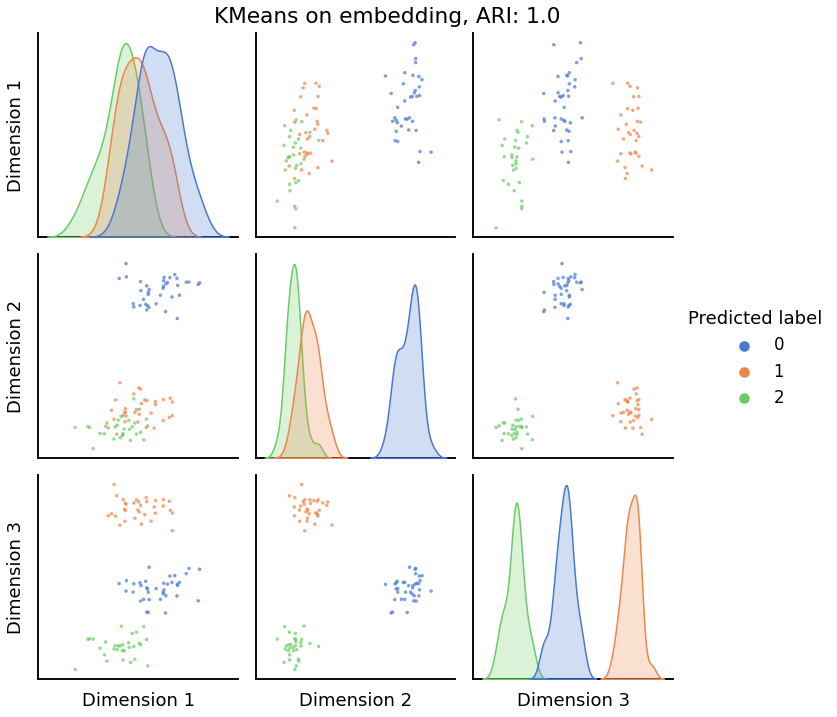 KMeans on embedding, ARI: 1.0
Dimension 1
Dimension 2
Dimension 3
Predicted label
0
1
2
Dimension 1
Dimension 2
Dimension 3